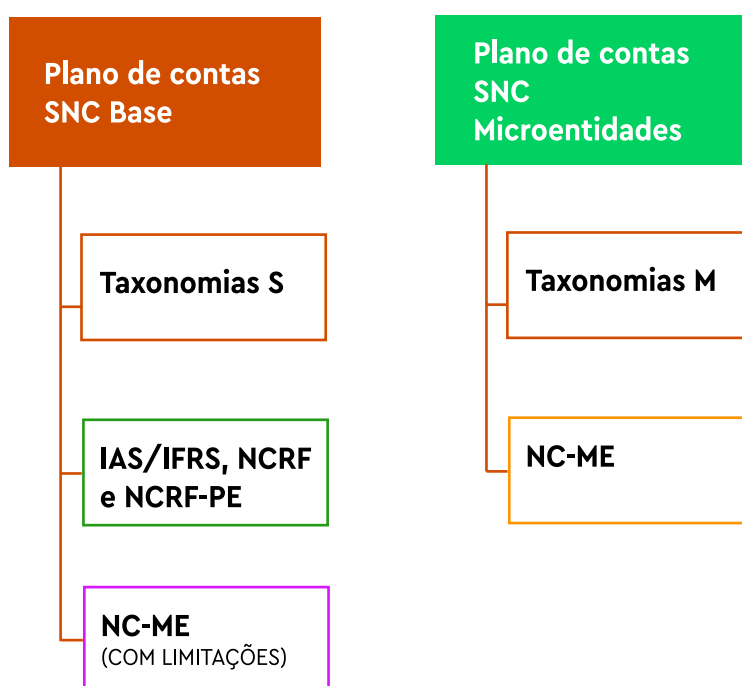 Plano de contas
SNC Base
Taxonomias S
IAS/IFRS, NCRF
e NCRF-PE
NC-ME
(COM LIMITAÇÕES)
Plano de contas
SNC
Microentidades
Taxonomias M
NC-ME